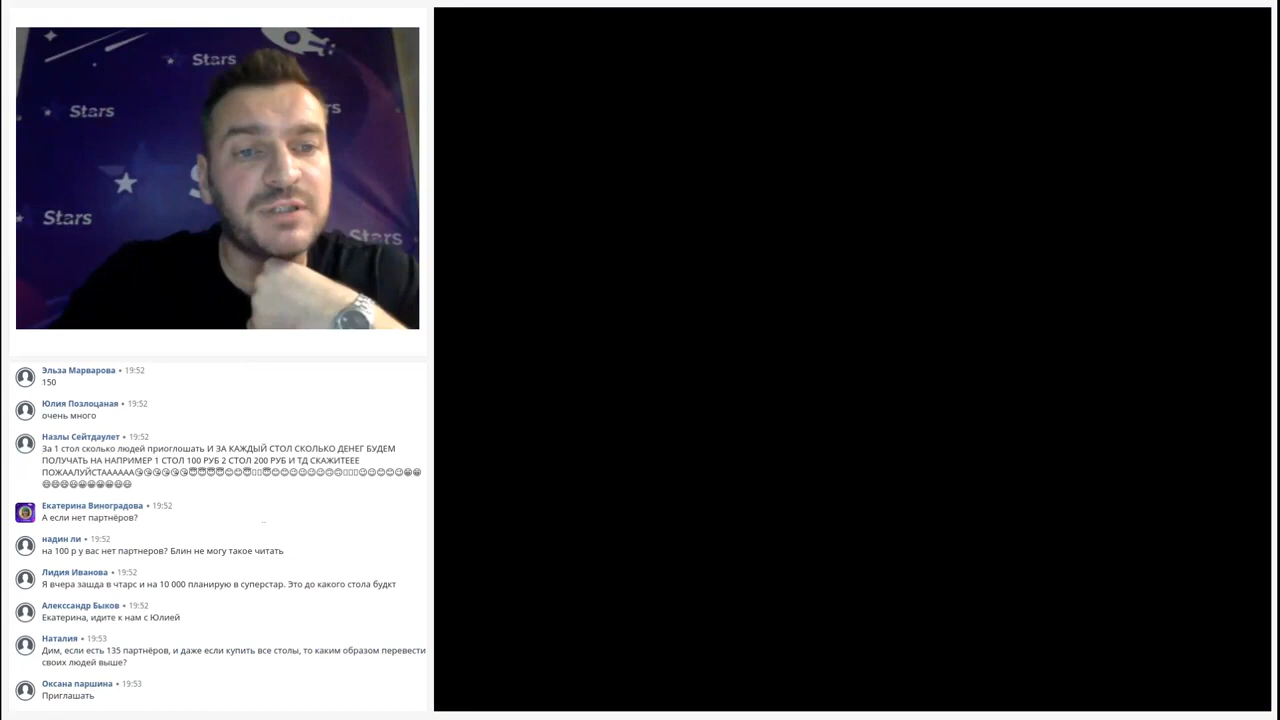 Stars
Stars
Stars
Stars
Эльза Марварова • 19:52
150
Юлия Позлоцаная • 19:52
очень много
Назлы Сейтдаулет • 19:52
За 1 стол сколько людей приоглошать И ЗА КАЖДЫЙ СТОЛ СКОЛЬКО ДЕНЕГ БУДЕМ
ПОЛУЧАТЬ НА НАПРИМЕР 1 СТОЛ 100 РУБ 2 СТОЛ 200 РУБ И ТД СКАЖИТЕЕЕ
ПОЖААЛУЙСТАААААА
Екатерина Виноградова • 19:52
А если нет партнёров?
надин ли • 19:52
на 100 р у вас нет партнеров? Блин не могу такое читать
Лидия Иванова • 19:52
Я вчера зашда в чтарс и на 10 000 планирую в суперстар. Это до какого стола будкт
Алекссандр Быков • 19:52
Екатерина, идите к нам с Юлией
Наталия • 19:53
Дим, если есть 135 партнёров, и даже если купить все столы, то каким образом перевести
своих людей выше?
Оксана паршина • 19:53
Приглашать